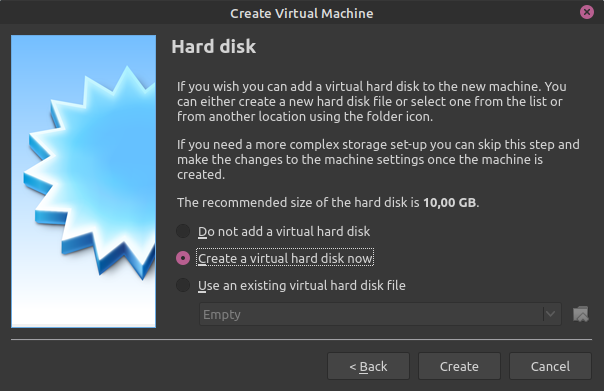 Create Virtual Machine
Hard disk
If you wish you can add a virtual hard disk to the new machine. You
can either create a new hard disk file or select one from the list or
from another location using the folder icon.
If you need a more complex storage set-up you can skip this step and
make the changes to the machine settings once the machine is
created.
The recommended size of the hard disk is 10,00 GB.
Do not add a virtual hard disk
Create a virtual hard disk now
Use an existing virtual hard disk file
Empty
< Back
Create
Cancel